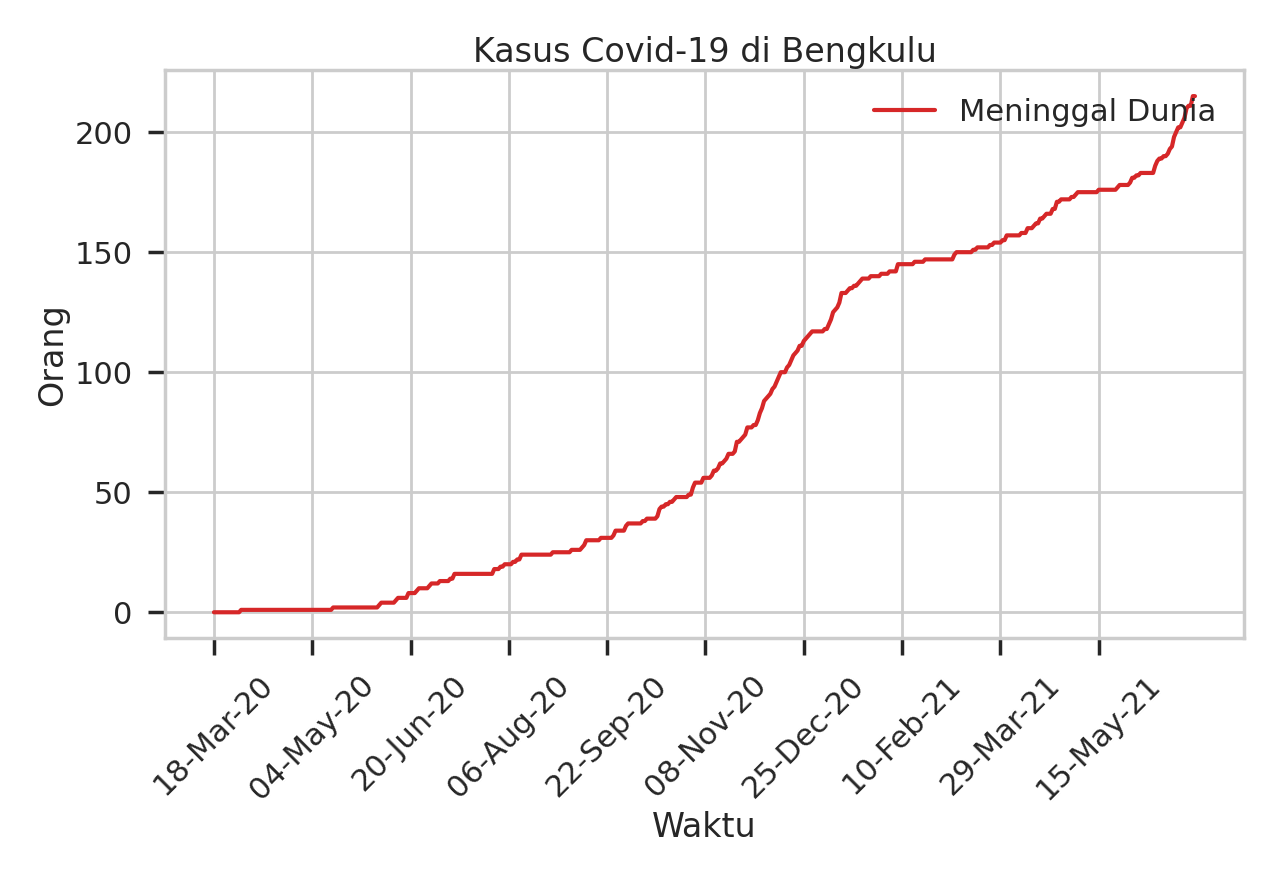 Kasus Covid-19 di Bengkulu
Meninggal Dunia
200
150
100
50
0
Orang
18-Mar-20
04-May-20
20-Jun-20
06-Aug-20
22-Sep-20
08-Nov-20
25-Dec-20
10-Feb-21
29-Mar-21
15-May-21
Waktu